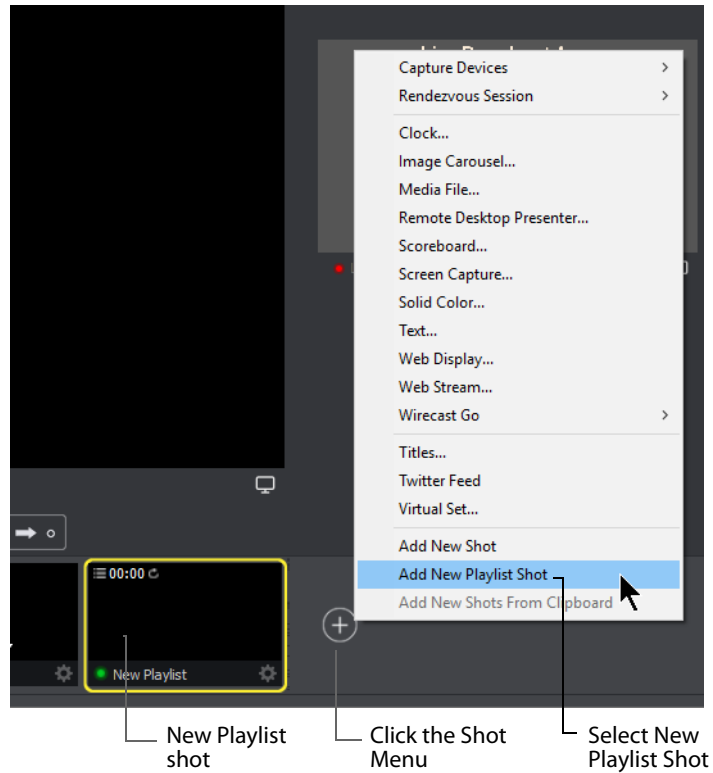 Capture Devices
Rendezvous Session
Clock...
Image Carousel...
Media File...
Remote Desktop Presenter...
Scoreboard...
Screen Capture...
Solid Color...
Text...
Web Display...
Web Stream...
Wirecast Go
Titles...
Twitter Feed
Virtual Set...
Add New Shot
Add New Playlist Shot
Add New Shots From Clipboard
00:00
New Playlist
New Playlist
shot
Click the Shot
Menu
Select New
Playlist Shot